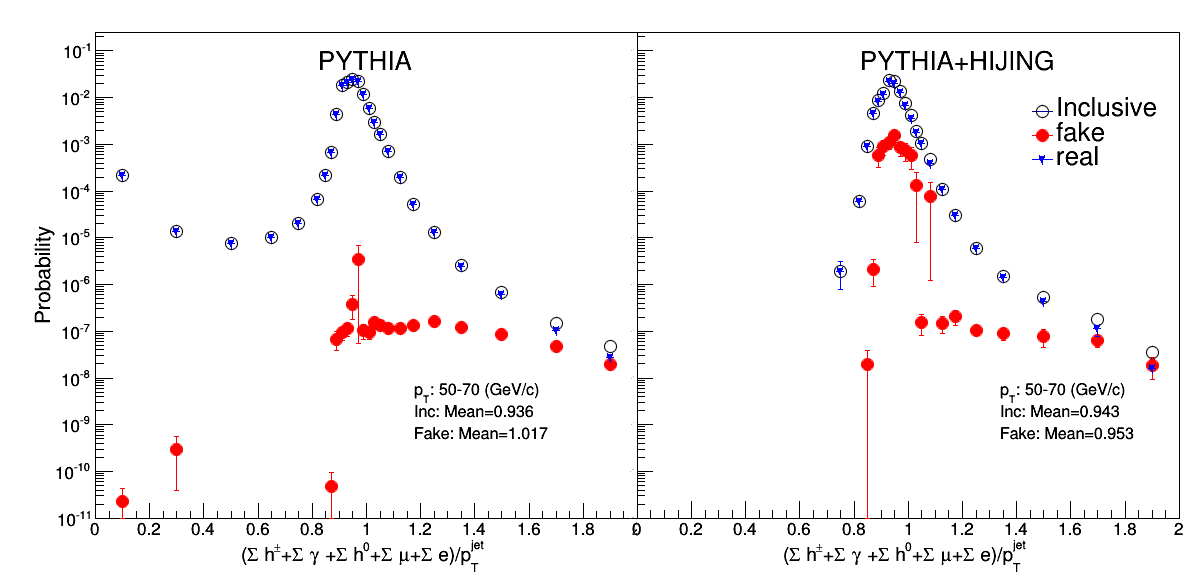 PYTHIA
PYTHIA+HIJING
Inclusive
fake
real
Probability
10⁻¹
10⁻²
10⁻³
10⁻⁴
10⁻⁵
10⁻⁶
10⁻⁷
10⁻⁸
10⁻⁹
10⁻¹⁰
10⁻¹¹
p_T: 50-70 (GeV/c)
Inc: Mean=0.936
Fake: Mean=1.017
p_T: 50-70 (GeV/c)
Inc: Mean=0.943
Fake: Mean=0.953
0 0.2 0.4 0.6 0.8 1 1.2 1.4 1.6 1.8 2
0 0.2 0.4 0.6 0.8 1 1.2 1.4 1.6 1.8 2
(Σ h^±+Σ γ +Σ h^0+Σ μ+Σ e)/p_T^jet
(Σ h^±+Σ γ +Σ h^0+Σ μ+Σ e)/p_T^jet